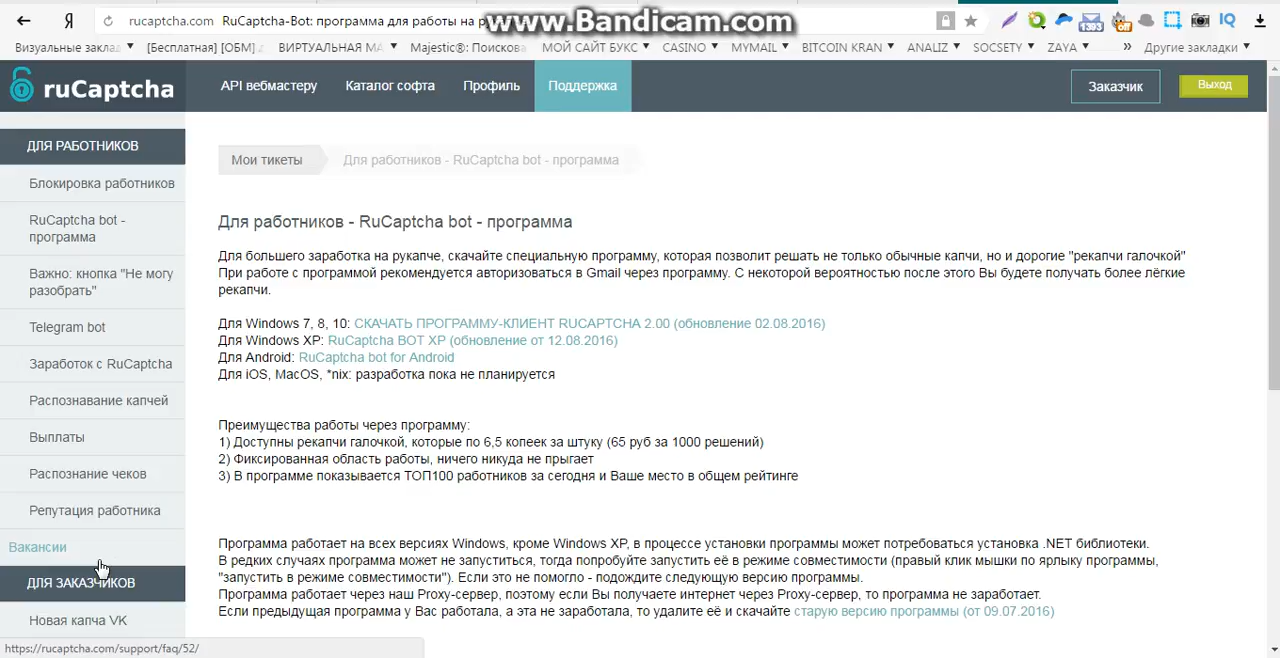 Я rucaptcha.com RuCaptcha-Bot: программа для работы на р
www.Bandicam.com
1393 off IQ
Визуальные заклад [Бесплатная] [ОБМ] ВИРТУАЛЬНАЯ МА Majestic®: Поискова МОЙ САЙТ БУКС CASINO MYMAIL BITCOIN KRAN ANALIZ SOCSETY ZAYA » Другие закладки
ruCaptcha
API вебмастеру Каталог софта Профиль Поддержка Заказчик Выход
ДЛЯ РАБОТНИКОВ
Блокировка работников
RuCaptcha bot -
программа
Важно: кнопка "Не могу
разобрать"
Telegram bot
Заработок с RuCaptcha
Распознавание капчей
Выплаты
Распознание чеков
Репутация работника
Вакансии
ДЛЯ ЗАКАЗЧИКОВ
Новая капча VK
Мои тикеты Для работников - RuCaptcha bot - программа
Для работников - RuCaptcha bot - программа
Для большего заработка на рукапче, скачайте специальную программу, которая позволит решать не только обычные капчи, но и дорогие "рекапчи галочкой"
При работе с программой рекомендуется авторизоваться в Gmail через программу. С некоторой вероятностью после этого Вы будете получать более лёгкие
рекапчи.
Для Windows 7, 8, 10: СКАЧАТЬ ПРОГРАММУ-КЛИЕНТ RUCAPTCHA 2.00 (обновление 02.08.2016)
Для Windows XP: RuCaptcha BOT XP (обновление от 12.08.2016)
Для Android: RuCaptcha bot for Android
Для iOS, MacOS, *nix: разработка пока не планируется
Преимущества работы через программу:
1) Доступны рекапчи галочкой, которые по 6,5 копеек за штуку (65 руб за 1000 решений)
2) Фиксированная область работы, ничего никуда не прыгает
3) В программе показывается ТОП100 работников за сегодня и Ваше место в общем рейтинге
Программа работает на всех версиях Windows, кроме Windows XP, в процессе установки программы может потребоваться установка .NET библиотеки.
В редких случаях программа может не запуститься, тогда попробуйте запустить её в режиме совместимости (правый клик мышки по ярлыку программы,
"запустить в режиме совместимости"). Если это не помогло - подождите следующую версию программы.
Программа работает через наш Proxy-сервер, поэтому если Вы получаете интернет через Proxy-сервер, то программа не заработает.
Если предыдущая программа у Вас работала, а эта не заработала, то удалите её и скачайте старую версию программы (от 09.07.2016)
https://rucaptcha.com/support/faq/52/